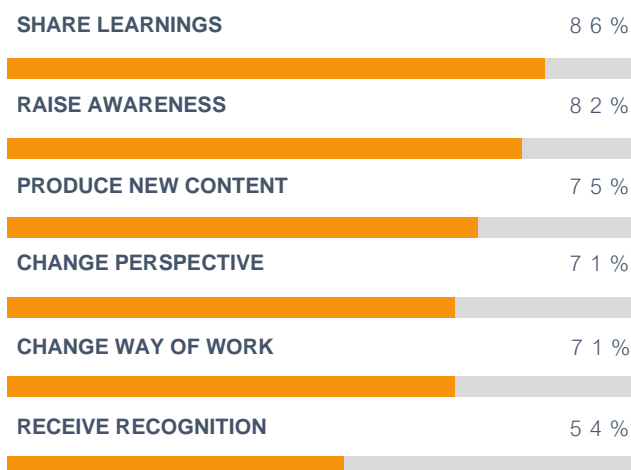 SHARE LEARNINGS 86%
RAISE AWARENESS 82%
PRODUCE NEW CONTENT 75%
CHANGE PERSPECTIVE 71%
CHANGE WAY OF WORK 71%
RECEIVE RECOGNITION 54%